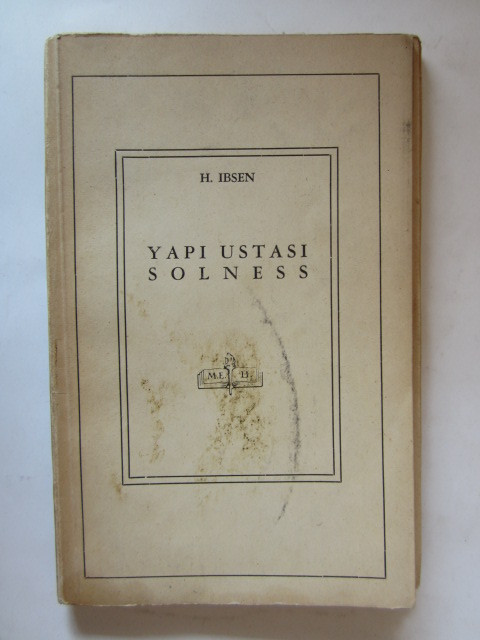 H. IBSEN
YAPI USTASI
SOLNESS
M.E B.